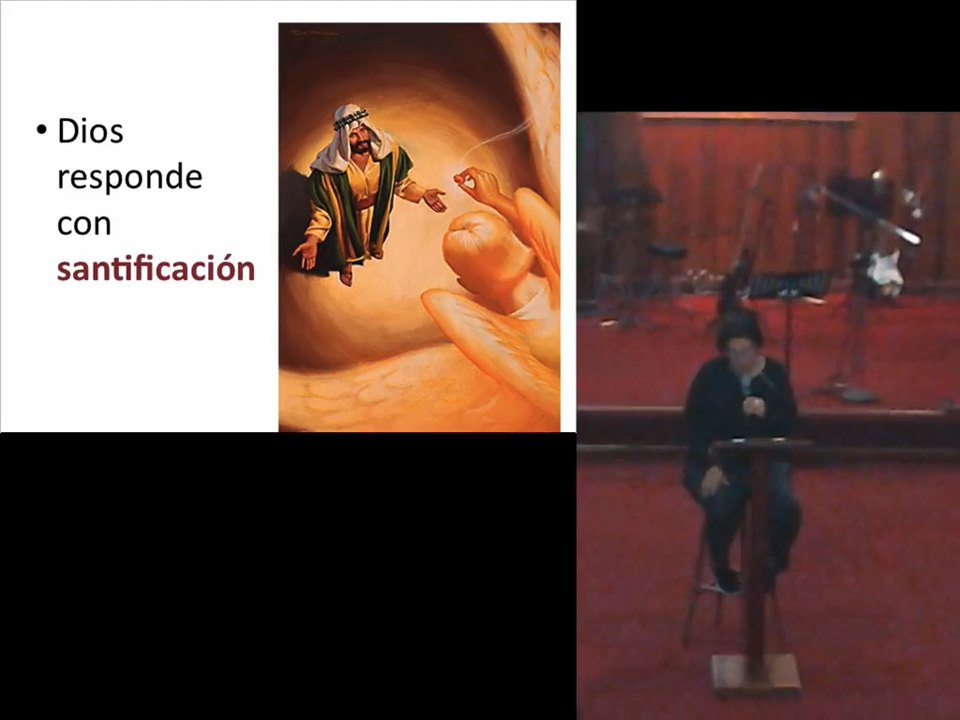 • Dios
responde
con
santificación